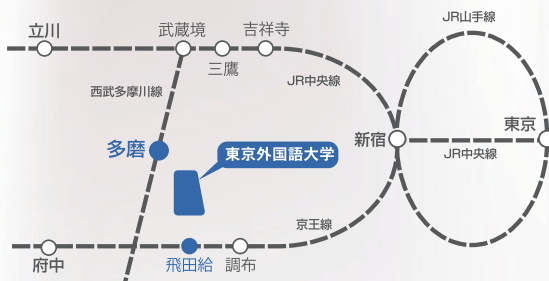 JR山手線
立川
武蔵境
吉祥寺
三鷹
JR中央線
西武多摩川線
東京
新宿
JR中央線
多磨
東京外国語大学
京王線
府中
飛田給
調布